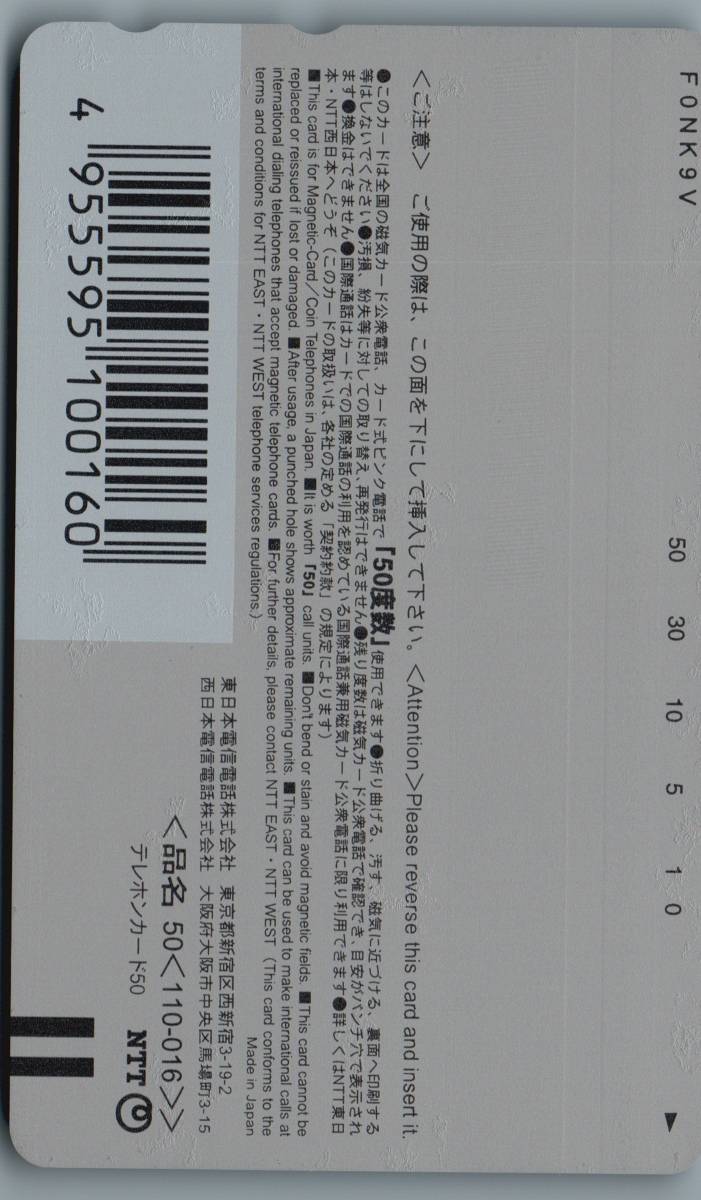 F0NK9V
50 30 10 5 1 0
<ご注意> ご使用の際は、この面を下にして挿入して下さい。<Attention>Please reverse this card and insert it.
●このカードは全国の磁気カード公衆電話、カード式ピンク電話で「50度数」使用できます●折り曲げる、汚す、磁気に近づける、裏面へ印刷する
等はしないでください●汚損、紛失等に対しての取り替え、再発行はできません●残り度数は磁気カード公衆電話で確認でき、目安がパンチ穴で表示され
ます●換金はできません●国際通話はカードでの国際通話の利用を認めている国際通話兼用磁気カード公衆電話に限り利用できます●詳しくはNTT東日
本・NTT西日本へどうぞ(このカードの取扱いは、各社の定める「契約約款」の規定によります)
■This card is for Magnetic-Card/Coin Telephones in Japan. ■It is worth「50」call units. ■Don't bend or stain and avoid magnetic fields. ■This card cannot be
replaced or reissued if lost or damaged. ■After usage, a punched hole shows approximate remaining units. ■This card can be used to make international calls at
international dialing telephones that accept magnetic telephone cards. ■For further details, please contact NTT EAST・NTT WEST (This card conforms to the
terms and conditions for NTT EAST・NTT WEST telephone services regulations.)
Made in Japan
東日本電信電話株式会社 東京都新宿区西新宿3-19-2
西日本電信電話株式会社 大阪府大阪市中央区馬場町3-15
<品名 50<110-016>>
テレホンカード50 NTT
4 955595 100160